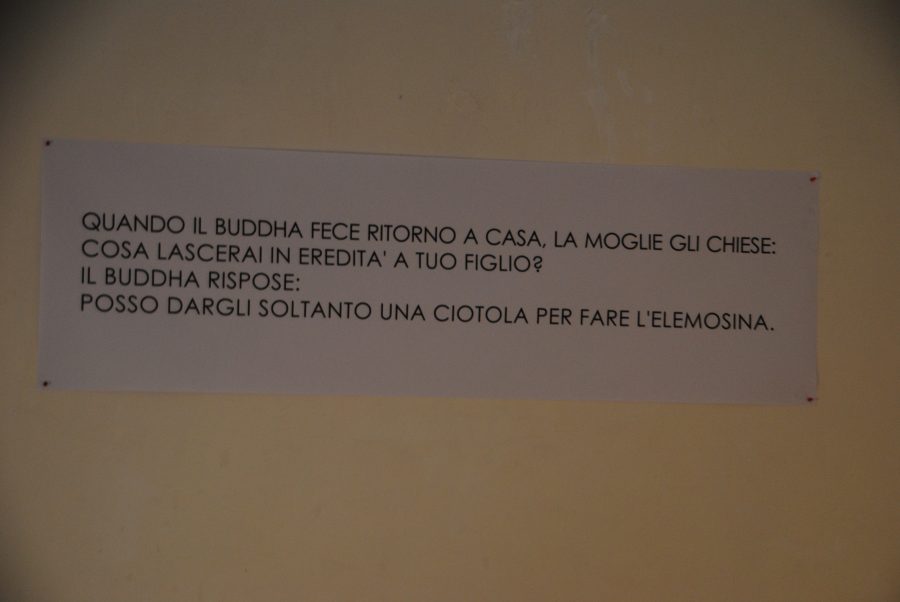 QUANDO IL BUDDHA FECE RITORNO A CASA, LA MOGLIE GLI CHIESE:
COSA LASCERAI IN EREDITA' A TUO FIGLIO?
IL BUDDHA RISPOSE:
POSSO DARGLI SOLTANTO UNA CIOTOLA PER FARE L'ELEMOSINA.